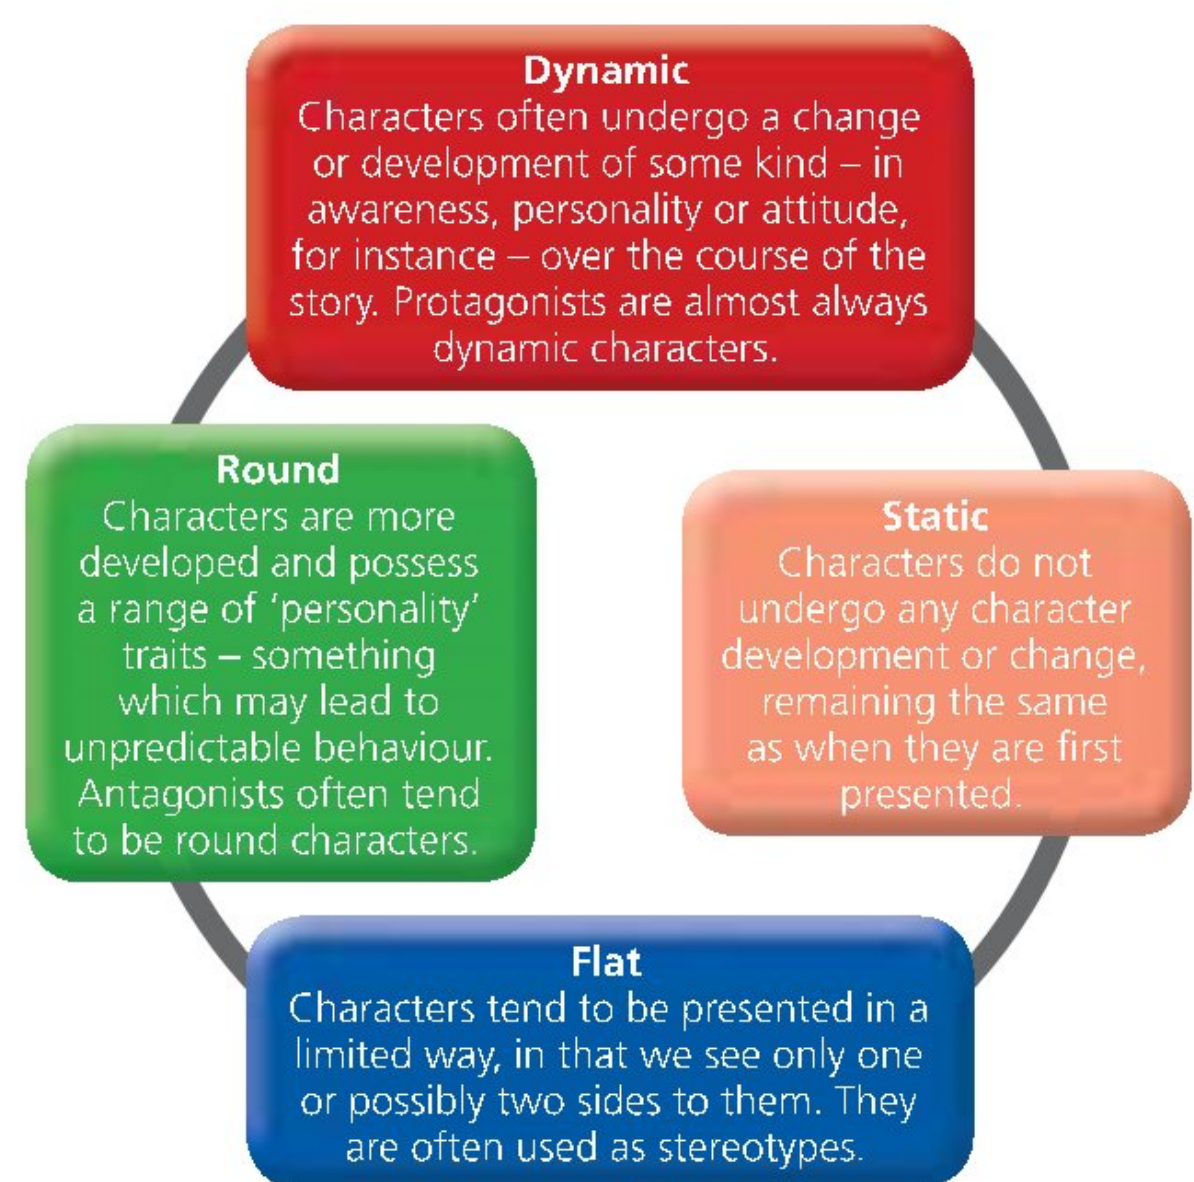 Dynamic
Characters often undergo a change
or development of some kind – in
awareness, personality or attitude,
for instance – over the course of the
story. Protagonists are almost always
dynamic characters.
Round
Characters are more
developed and possess
a range of ‘personality’
traits – something
which may lead to
unpredictable behaviour.
Antagonists often tend
to be round characters.
Static
Characters do not
undergo any character
development or change,
remaining the same
as when they are first
presented.
Flat
Characters tend to be presented in a
limited way, in that we see only one
or possibly two sides to them. They
are often used as stereotypes.